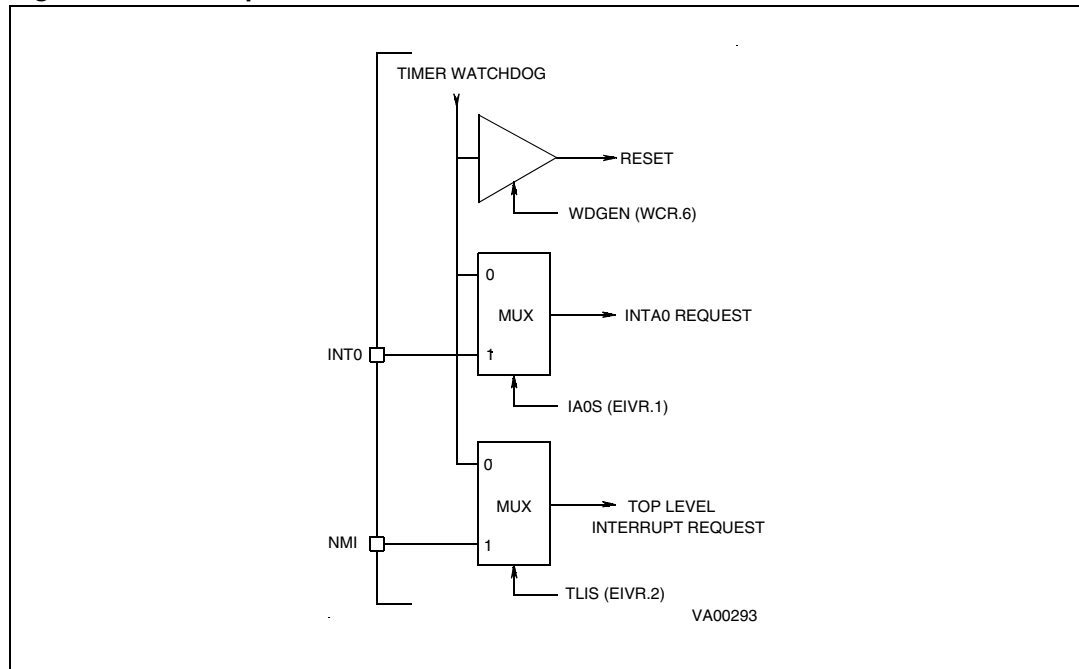 TIMER WATCHDOG
RESET
WDGEN (WCR.6)
0
MUX
INTA0 REQUEST
INT0
1
IA0S (EIVR.1)
0
MUX
TOP LEVEL
INTERRUPT REQUEST
NMI
1
TLIS (EIVR.2)
VA00293